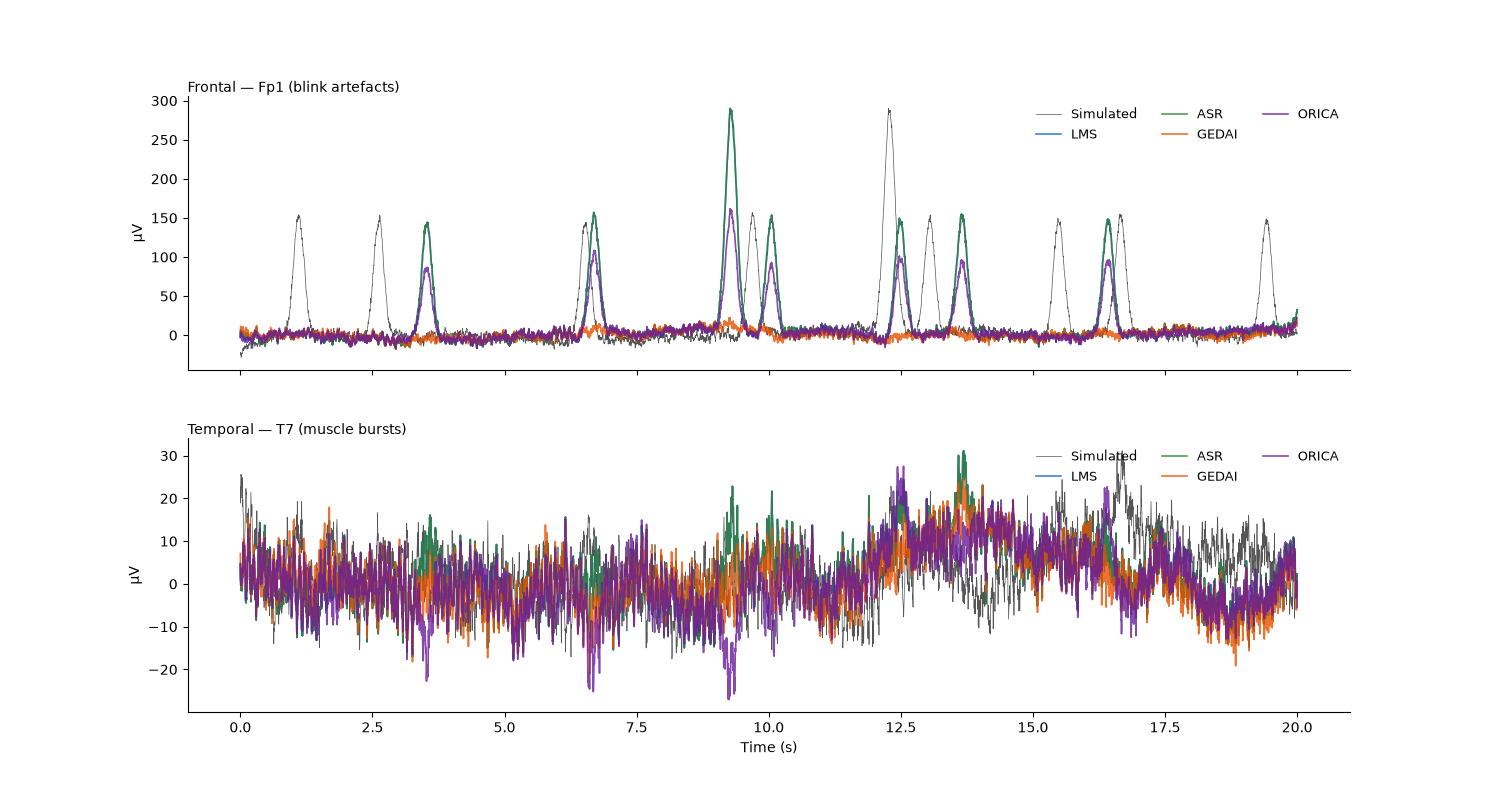 Frontal — Fp1 (blink artefacts)
300
250
200
150
100
50
0
µV
Simulated
LMS
ASR
GEDAI
ORICA
Temporal — T7 (muscle bursts)
30
20
10
0
−10
−20
µV
Simulated
LMS
ASR
GEDAI
ORICA
0.0 2.5 5.0 7.5 10.0 12.5 15.0 17.5 20.0
Time (s)